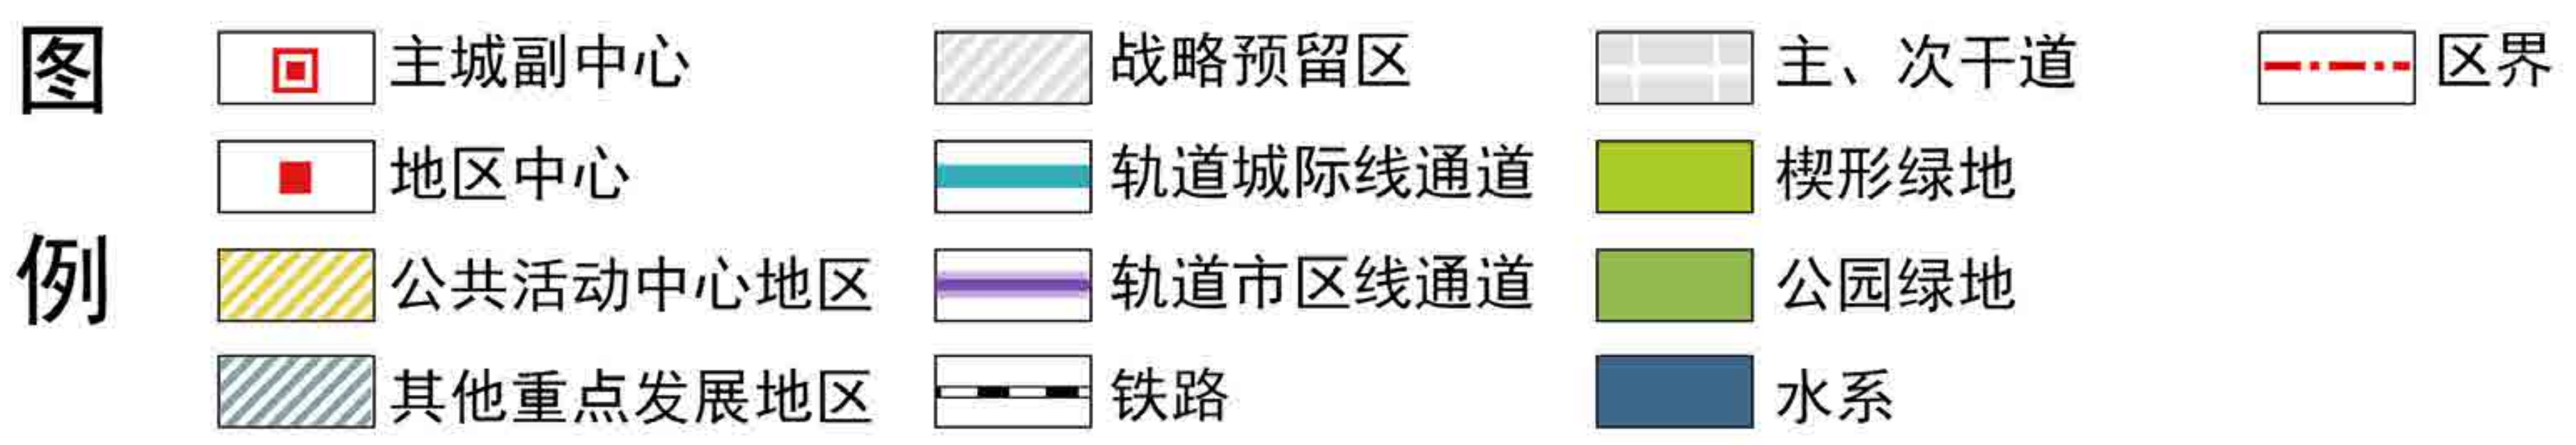 图例
主城副中心
地区中心
公共活动中心地区
其他重点发展地区
战略预留区
轨道城际线通道
轨道市区线通道
铁路
主、次干道
楔形绿地
公园绿地
水系
区界